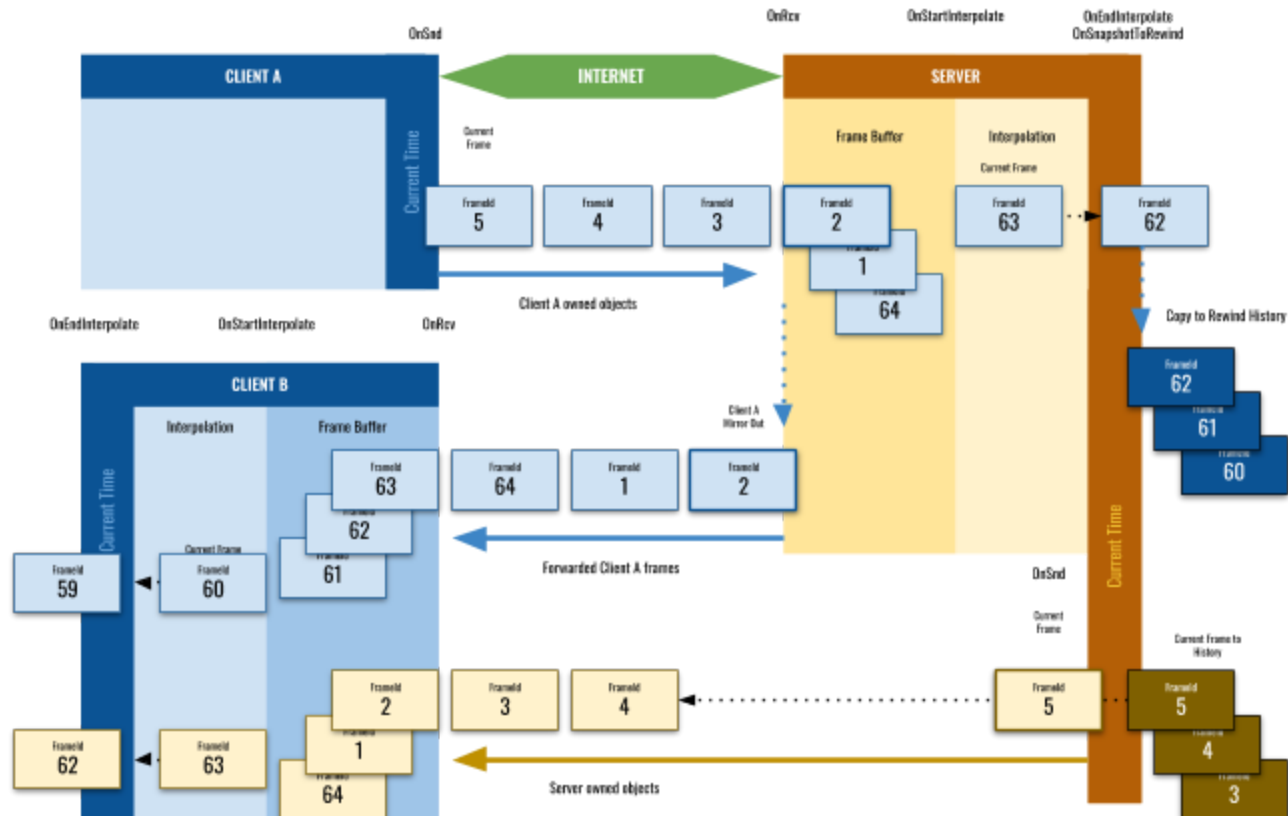 OnRcv
OnStartInterpolate
OnEndInterpolate
OnSnapshotToRewind
OnSnd
CLIENT A
INTERNET
SERVER
Current Time
Current
Frame
Frame Buffer
Interpolation
Current Frame
FrameId
5
FrameId
4
FrameId
3
FrameId
2
FrameId
63
FrameId
62
1
FrameId
64
Client A owned objects
Copy to Rewind History
OnEndInterpolate
OnStartInterpolate
OnRcv
FrameId
62
61
60
CLIENT B
Client A
Mirror Out
Interpolation
Frame Buffer
Current Time
FrameId
63
FrameId
64
FrameId
1
FrameId
2
62
61
Current Frame
FrameId
59
FrameId
60
Forwarded Client A frames
Current Time
OnSnd
Current
Frame
Current Frame to
History
FrameId
2
FrameId
3
FrameId
4
FrameId
5
FrameId
5
1
4
FrameId
62
FrameId
63
64
3
Server owned objects